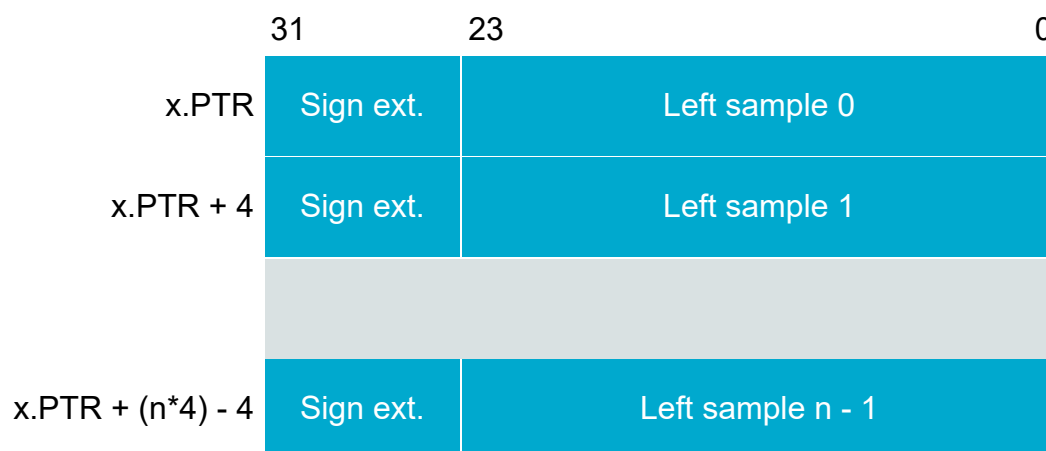 31 23 0
x.PTR Sign ext. Left sample 0
x.PTR + 4 Sign ext. Left sample 1
x.PTR + (n*4) - 4 Sign ext. Left sample n - 1